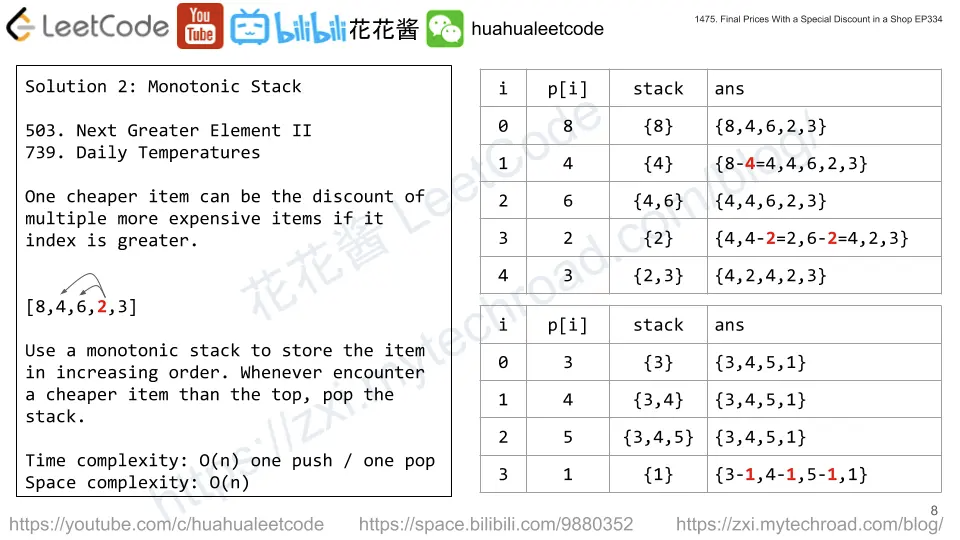 LeetCode
You
Tube
bilibili
花花酱
huahualeetcode
1475. Final Prices With a Special Discount in a Shop EP334
Solution 2: Monotonic Stack
503. Next Greater Element II
739. Daily Temperatures
One cheaper item can be the discount of
multiple more expensive items if it
index is greater.
[8,4,6,2,3]
Use a monotonic stack to store the item
in increasing order. Whenever encounter
a cheaper item than the top, pop the
stack.
Time complexity: O(n) one push / one pop
Space complexity: O(n)
i p[i] stack ans
0 8 {8} {8,4,6,2,3}
1 4 {4} {8-4=4,4,6,2,3}
2 6 {4,6} {4,4,6,2,3}
3 2 {2} {4,4-2=2,6-2=4,2,3}
4 3 {2,3} {4,2,4,2,3}
i p[i] stack ans
0 3 {3} {3,4,5,1}
1 4 {3,4} {3,4,5,1}
2 5 {3,4,5} {3,4,5,1}
3 1 {1} {3-1,4-1,5-1,1}
花花酱 LeetCode
https://zxi.mytechroad.com/blog/
8
https://youtube.com/c/huahualeetcode
https://space.bilibili.com/9880352
https://zxi.mytechroad.com/blog/